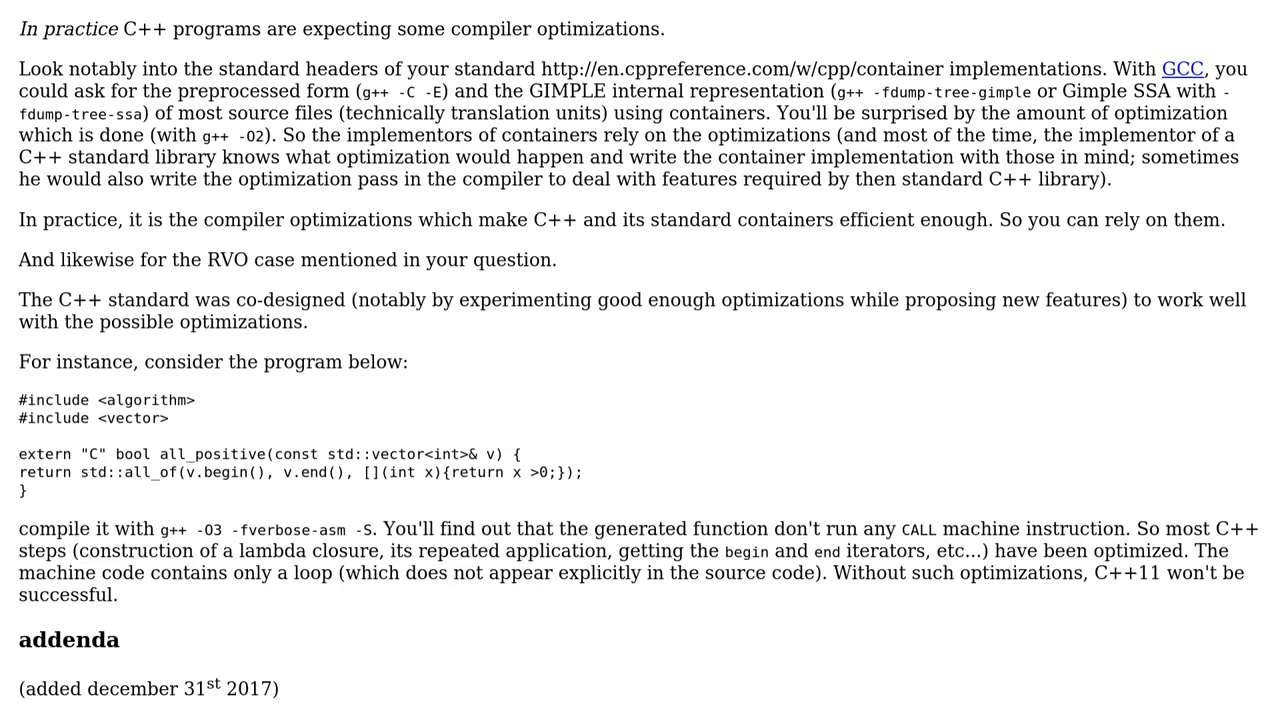 In practice C++ programs are expecting some compiler optimizations.
Look notably into the standard headers of your standard http://en.cppreference.com/w/cpp/container implementations. With GCC, you
could ask for the preprocessed form (g++ -C -E) and the GIMPLE internal representation (g++ -fdump-tree-gimple or Gimple SSA with -
fdump-tree-ssa) of most source files (technically translation units) using containers. You'll be surprised by the amount of optimization
which is done (with g++ -O2). So the implementors of containers rely on the optimizations (and most of the time, the implementor of a
C++ standard library knows what optimization would happen and write the container implementation with those in mind; sometimes
he would also write the optimization pass in the compiler to deal with features required by then standard C++ library).
In practice, it is the compiler optimizations which make C++ and its standard containers efficient enough. So you can rely on them.
And likewise for the RVO case mentioned in your question.
The C++ standard was co-designed (notably by experimenting good enough optimizations while proposing new features) to work well
with the possible optimizations.
For instance, consider the program below:
#include <algorithm>
#include <vector>
extern "C" bool all_positive(const std::vector<int>& v) {
return std::all_of(v.begin(), v.end(), [](int x){return x >0;});
}
compile it with g++ -O3 -fverbose-asm -S. You'll find out that the generated function don't run any CALL machine instruction. So most C++
steps (construction of a lambda closure, its repeated application, getting the begin and end iterators, etc...) have been optimized. The
machine code contains only a loop (which does not appear explicitly in the source code). Without such optimizations, C++11 won't be
successful.
addenda
(added december 31st 2017)